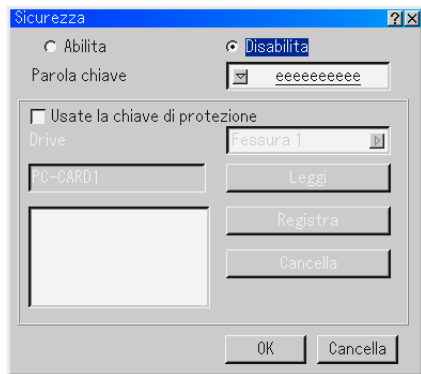 Sicurezza
Abilita Disabilita
Parola chiave eeeeeeeeee
Usate la chiave di protezione
Drive Fessura 1
PC-CARD1 Leggi
Registra
Cancella
OK Cancella